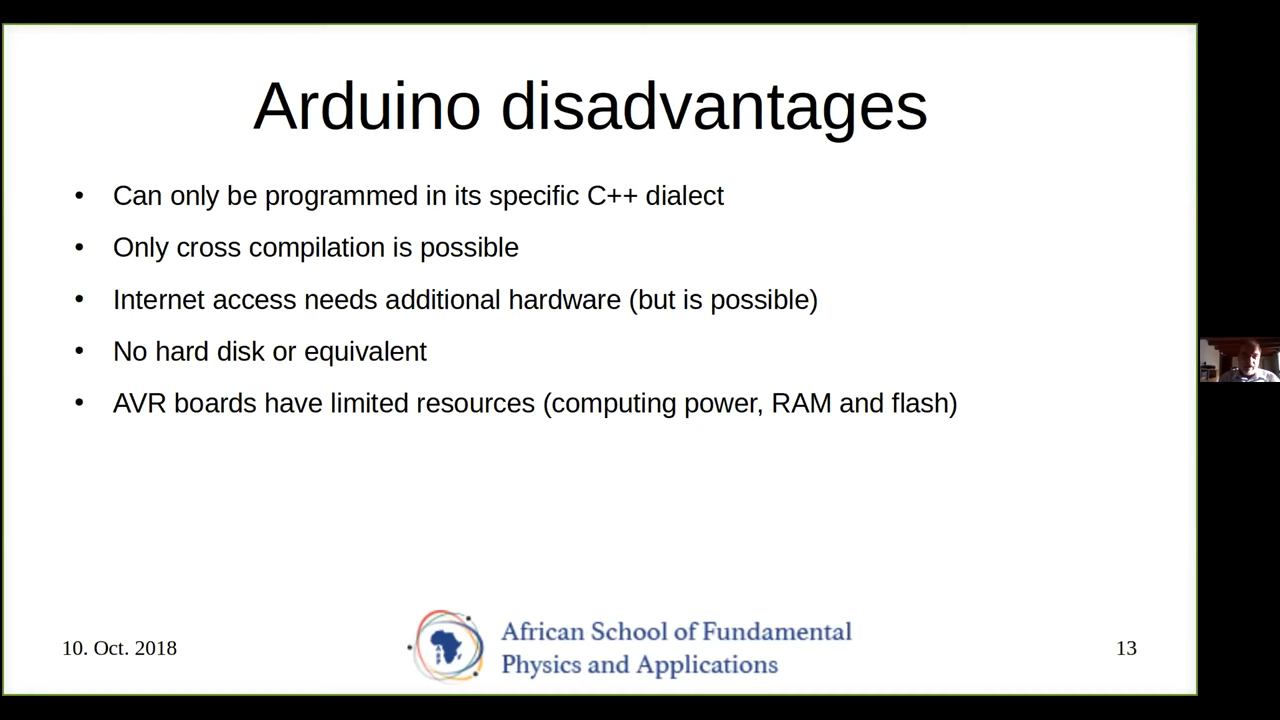 Arduino disadvantages
• Can only be programmed in its specific C++ dialect
• Only cross compilation is possible
• Internet access needs additional hardware (but is possible)
• No hard disk or equivalent
• AVR boards have limited resources (computing power, RAM and flash)
10. Oct. 2018
African School of Fundamental
Physics and Applications
13